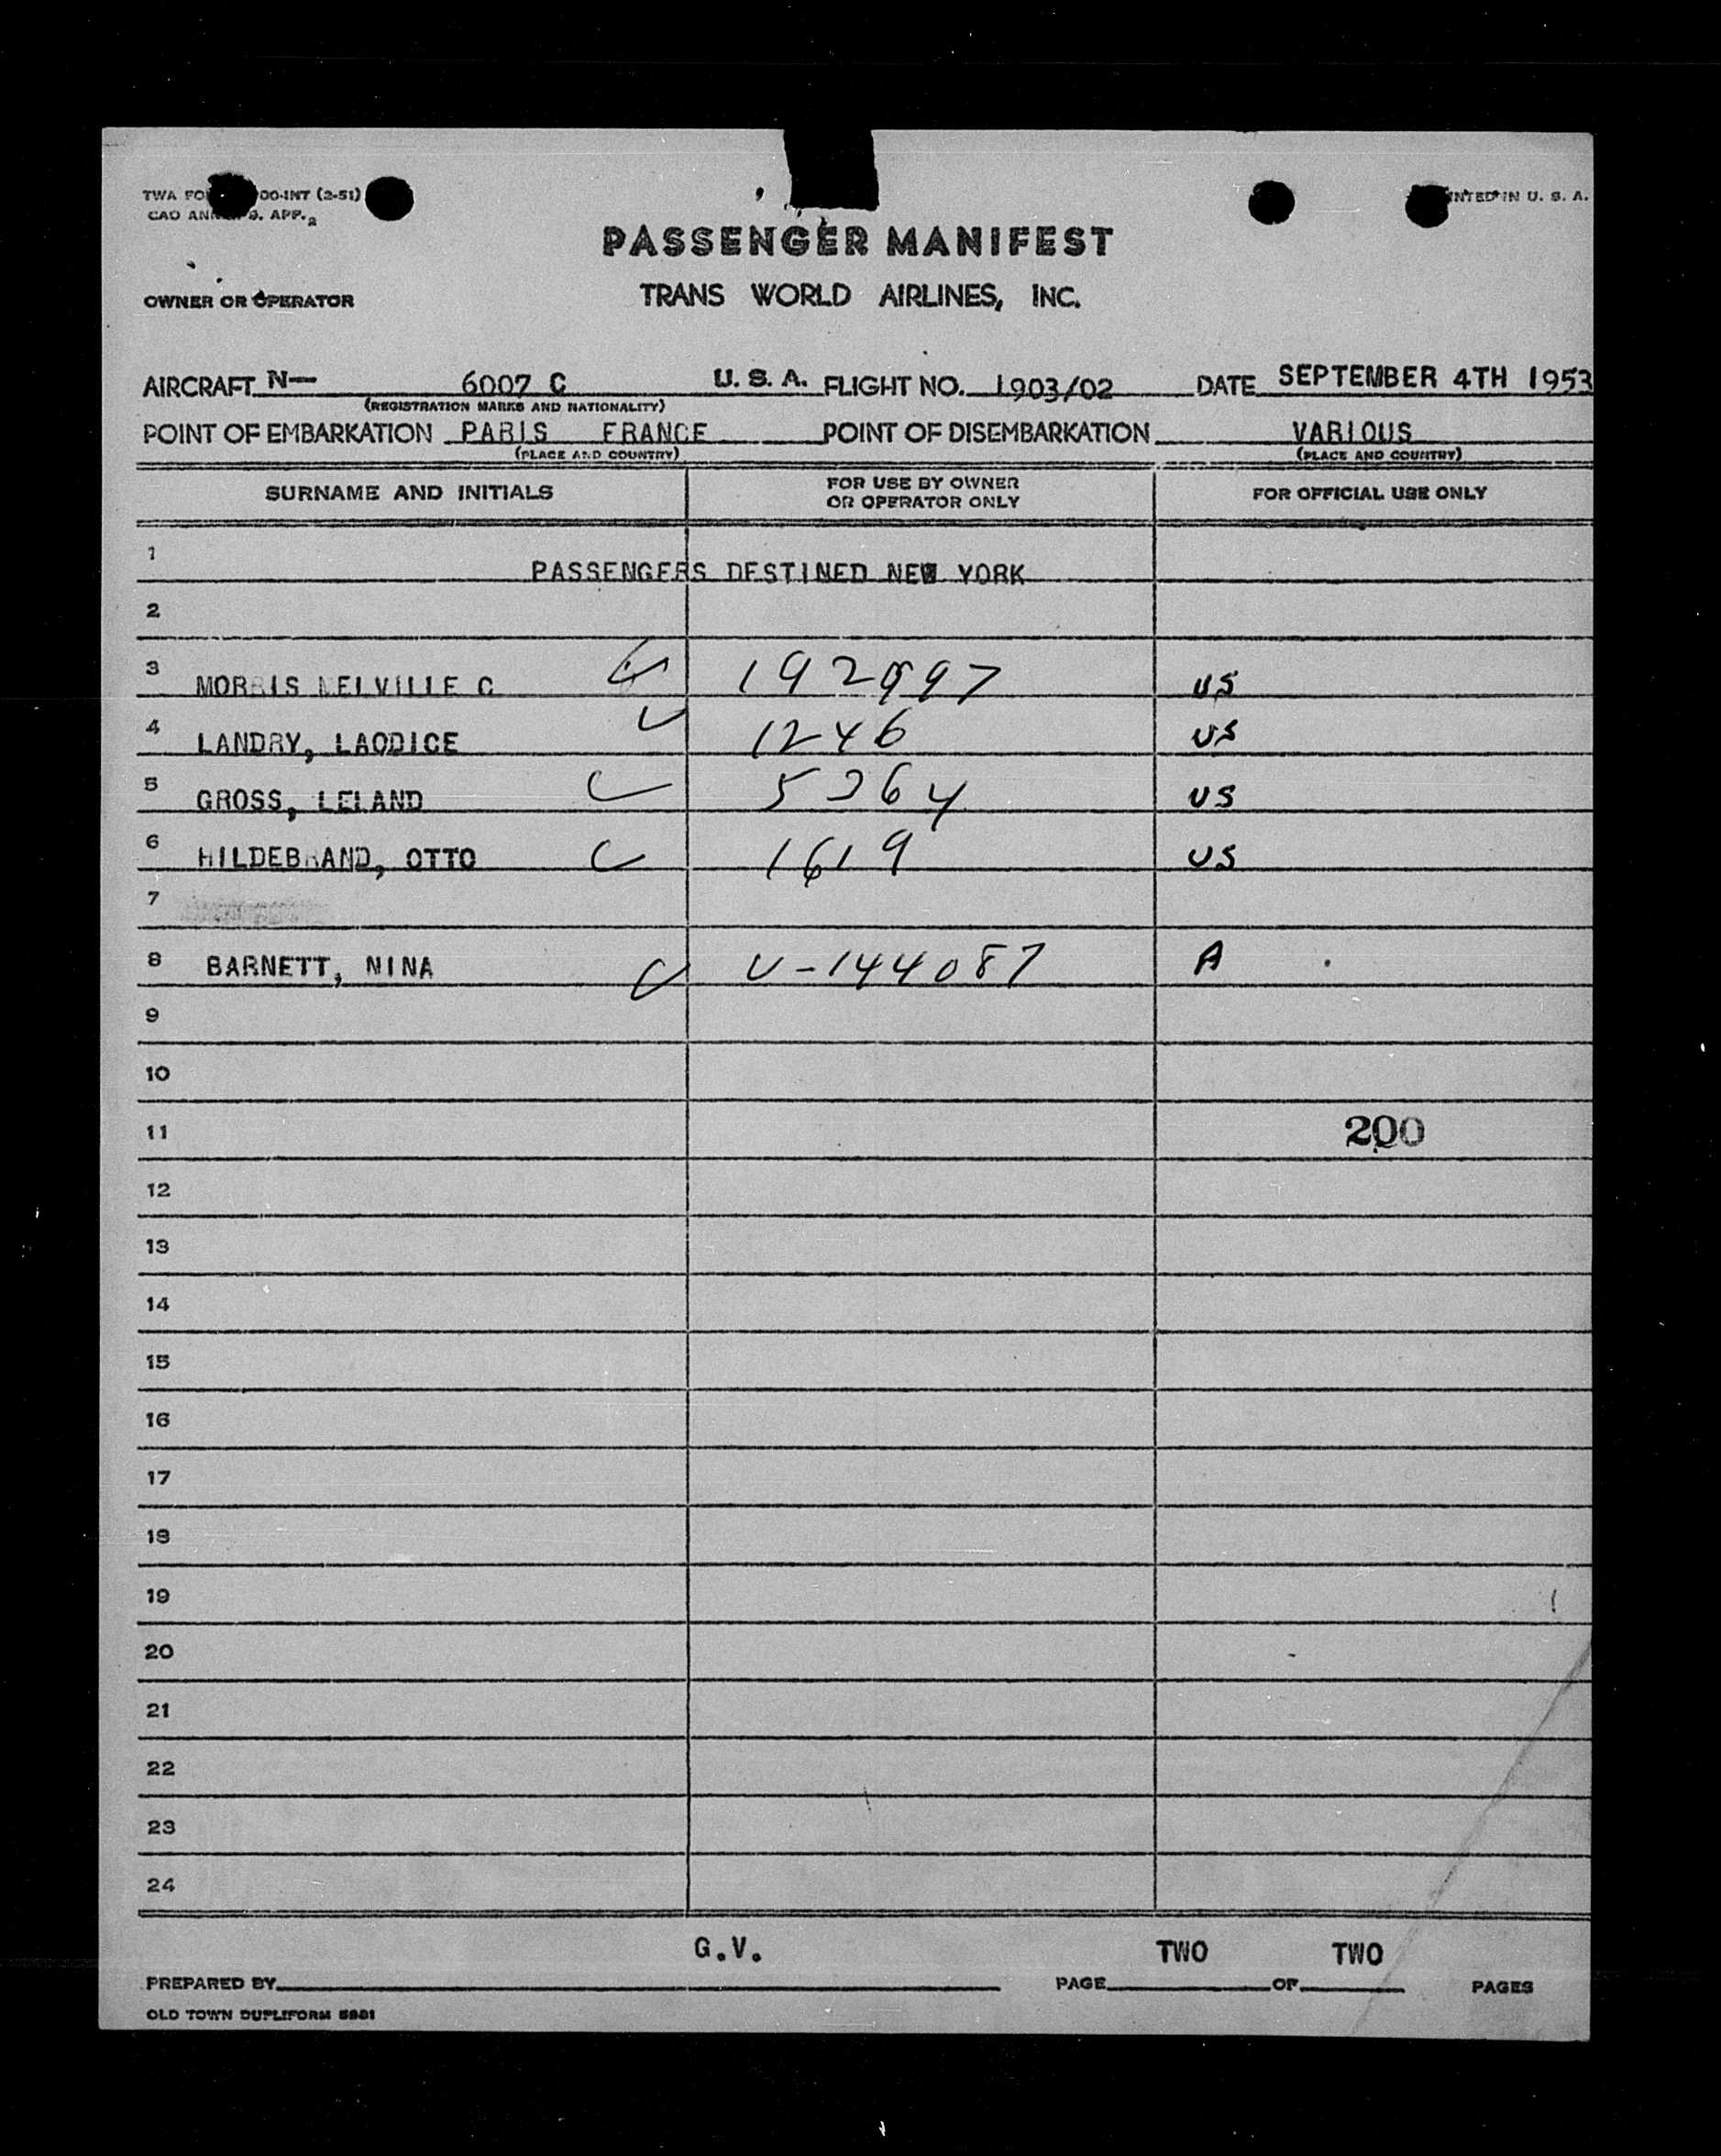 TWA FO 00-INT (2-51)
CAO ANN 9. APP. 2
NTED IN U. S. A.
PASSENGER MANIFEST
OWNER OR OPERATOR TRANS WORLD AIRLINES, INC.
AIRCRAFT N— 6007 C U. S. A. FLIGHT NO. 1903/02 DATE SEPTEMBER 4TH 1953
(REGISTRATION MARKS AND NATIONALITY)
POINT OF EMBARKATION PARIS FRANCE POINT OF DISEMBARKATION VARIOUS
(PLACE AND COUNTRY) (PLACE AND COUNTRY)
SURNAME AND INITIALS FOR USE BY OWNER OR OPERATOR ONLY FOR OFFICIAL USE ONLY
1 PASSENGERS DESTINED NEW YORK
2
3 MORRIS MELVILLE C US
4 LANDRY, LAODICE 1246 US
5 GROSS, LELAND 5364 US
6 HILDEBRAND, OTTO 1619 US
7
8 BARNETT, NINA V-144087 A
9
10
11 200
12
13
14
15
16
17
18
19
20
21
22
23
24
G.V. TWO TWO
PREPARED BY PAGE OF PAGES
OLD TOWN DUPLIFORM 5981